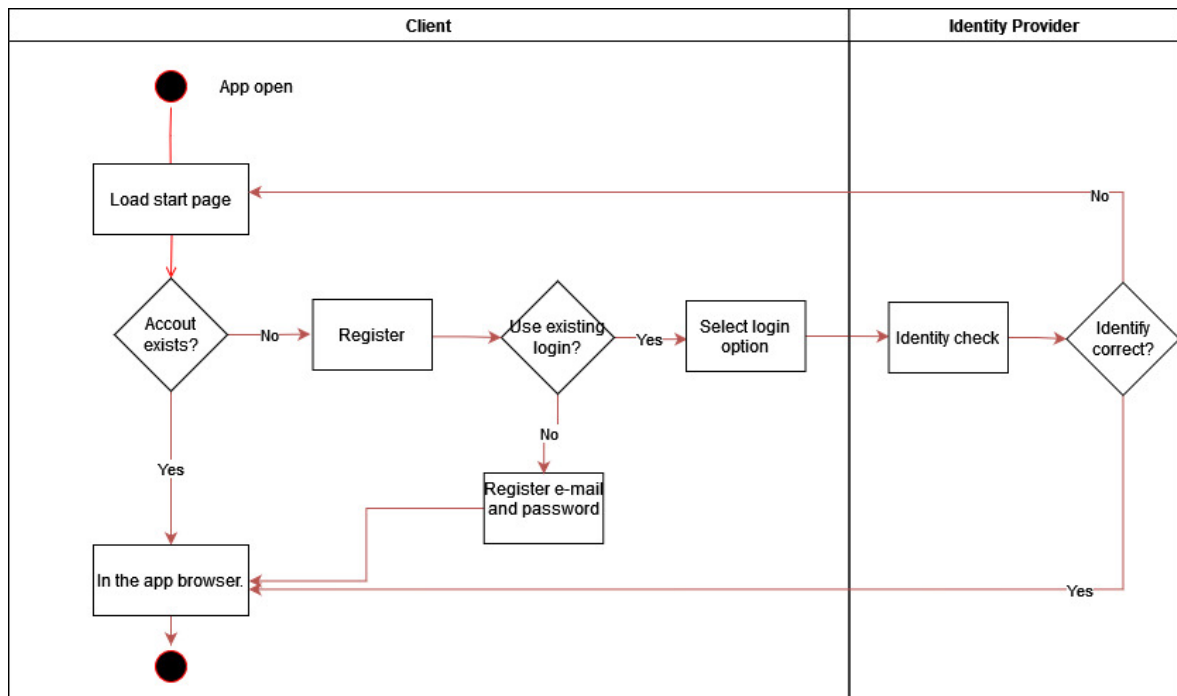 Client
Identity Provider
App open
Load start page
No
Accout
exists?
No
Register
Use existing
login?
Yes
Select login
option
Identity check
Identify
correct?
No
Yes
Register e-mail
and password
In the app browser.
Yes